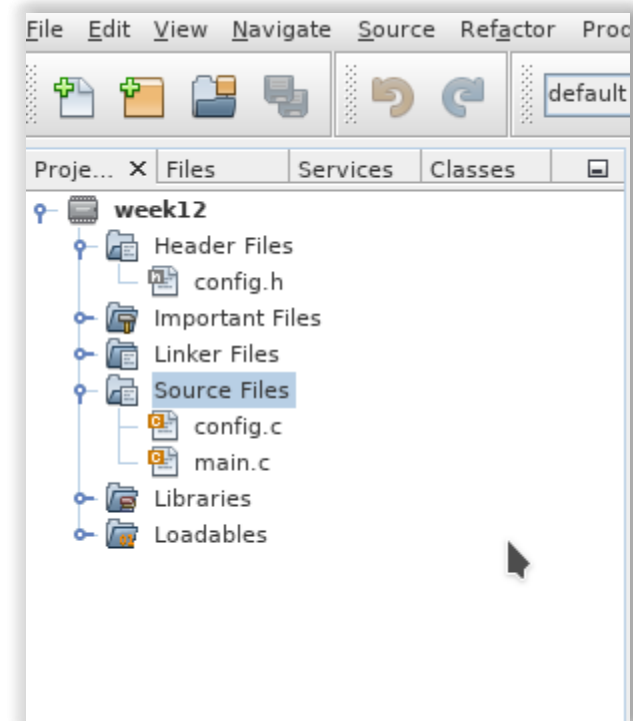 File Edit View Navigate Source Refactor Prod
default
Proje... X Files Services Classes
week12
Header Files
config.h
Important Files
Linker Files
Source Files
config.c
main.c
Libraries
Loadables